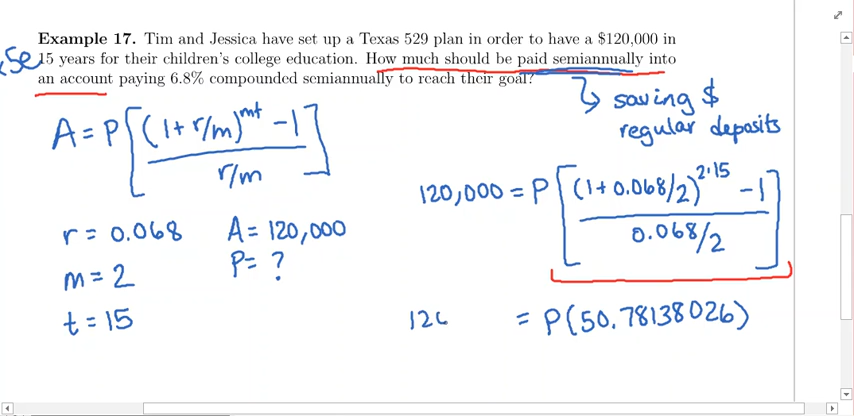 Example 17. Tim and Jessica have set up a Texas 529 plan in order to have a $120,000 in
15 years for their children's college education. How much should be paid semiannually into
an account paying 6.8% compounded semiannually to reach their goal?
saving $
regular deposits
A = P[((1 + r/m)^mt - 1) / (r/m)]
120,000 = P[((1 + 0.068/2)^2·15 - 1) / (0.068/2)]
r = 0.068 A = 120,000
m = 2 P = ?
t = 15
120 = P(50.78138026)